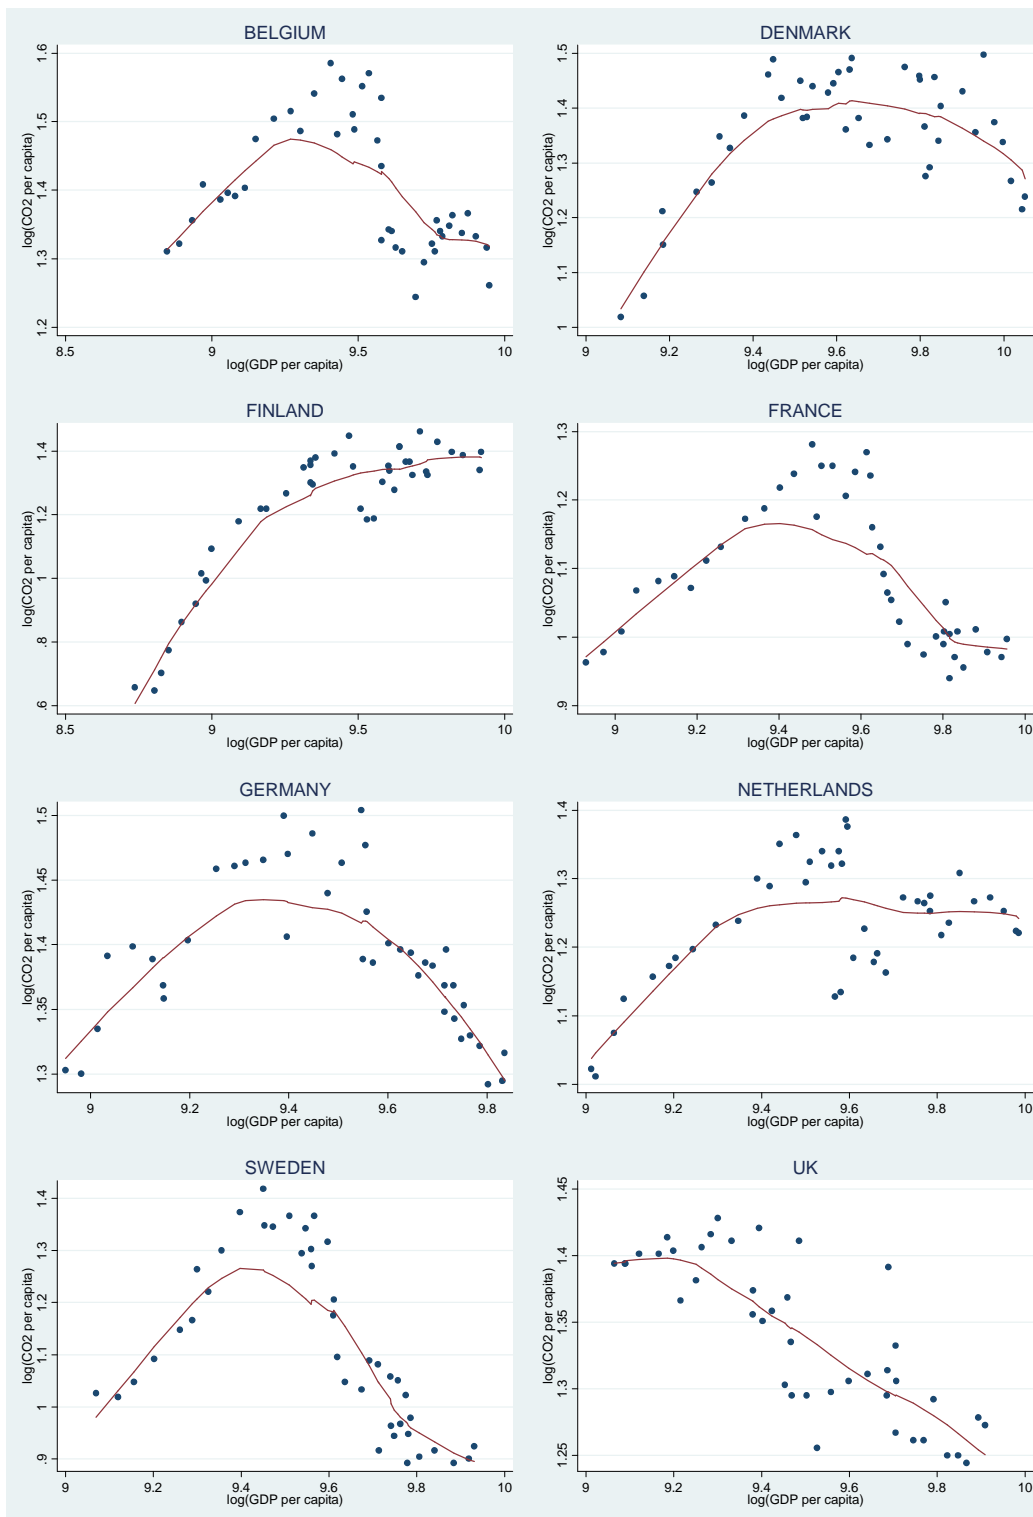 BELGIUM
log(CO2 per capita)
1.2 1.3 1.4 1.5 1.6
8.5 9 9.5 10
log(GDP per capita)
DENMARK
log(CO2 per capita)
1 1.1 1.2 1.3 1.4 1.5
9 9.2 9.4 9.6 9.8 10
log(GDP per capita)
FINLAND
log(CO2 per capita)
.6 .8 1 1.2 1.4
8.5 9 9.5 10
log(GDP per capita)
FRANCE
log(CO2 per capita)
.9 1 1.1 1.2 1.3
9 9.2 9.4 9.6 9.8 10
log(GDP per capita)
GERMANY
log(CO2 per capita)
1.3 1.35 1.4 1.45 1.5
9 9.2 9.4 9.6 9.8
log(GDP per capita)
NETHERLANDS
log(CO2 per capita)
1 1.1 1.2 1.3 1.4
9 9.2 9.4 9.6 9.8 10
log(GDP per capita)
SWEDEN
log(CO2 per capita)
.9 1 1.1 1.2 1.3 1.4
9 9.2 9.4 9.6 9.8 10
log(GDP per capita)
UK
log(CO2 per capita)
1.25 1.3 1.35 1.4 1.45
9 9.2 9.4 9.6 9.8 10
log(GDP per capita)